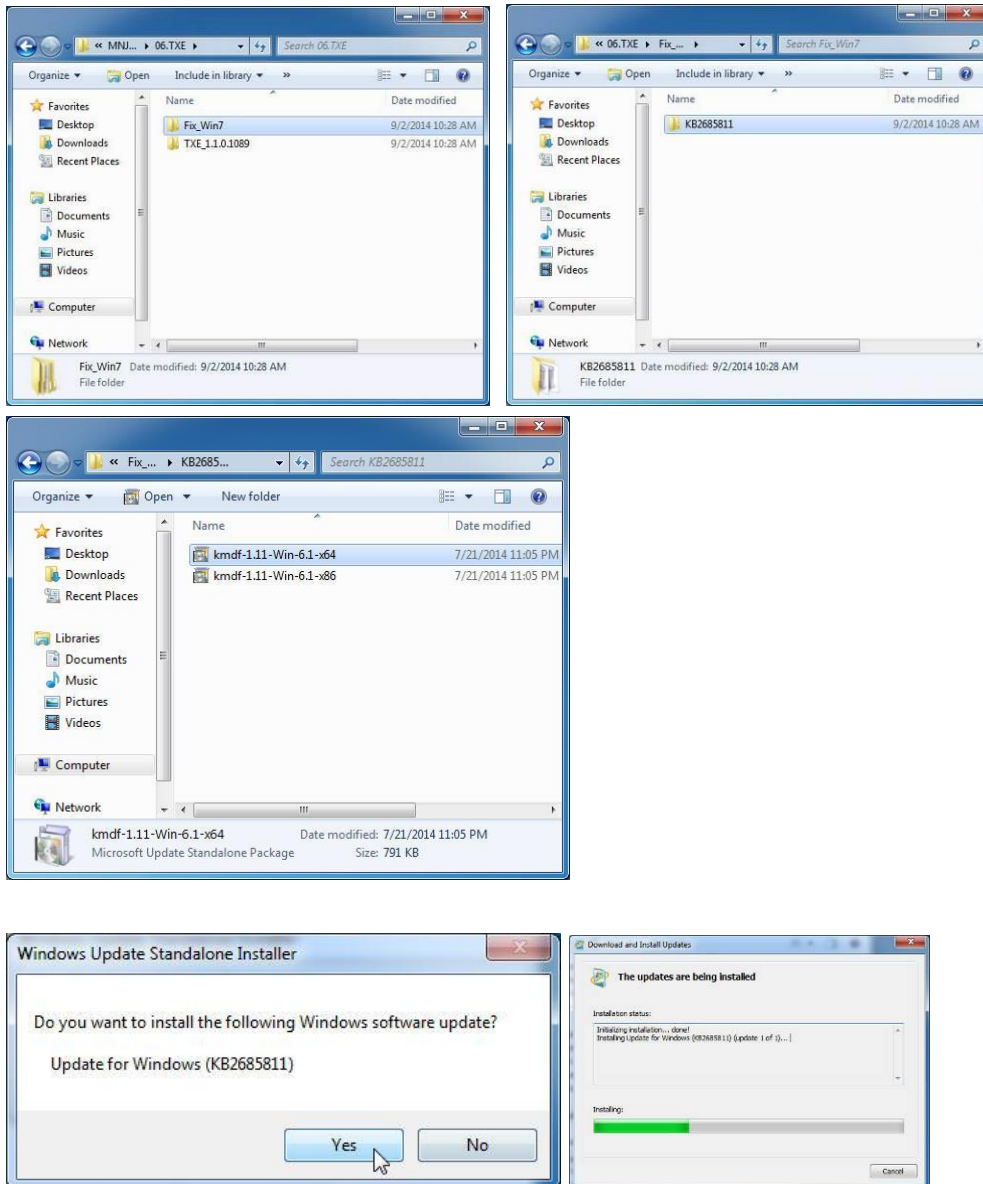 « MNJ... ▸ 06.TXE ▸
Search 06.TXE
Organize ▾ Open Include in library ▾ »
Favorites
Desktop
Downloads
Recent Places
Libraries
Documents
Music
Pictures
Videos
Computer
Network
Name Date modified
Fix_Win7 9/2/2014 10:28 AM
TXE_1.1.0.1089 9/2/2014 10:28 AM
Fix_Win7 Date modified: 9/2/2014 10:28 AM
File folder
« 06.TXE ▸ Fix_... ▸
Search Fix_Win7
Organize ▾ Open Include in library ▾ »
Favorites
Desktop
Downloads
Recent Places
Libraries
Documents
Music
Pictures
Videos
Computer
Network
Name Date modified
KB2685811 9/2/2014 10:28 AM
KB2685811 Date modified: 9/2/2014 10:28 AM
File folder
« Fix_... ▸ KB2685...
Search KB2685811
Organize ▾ Open ▾ New folder
Favorites
Desktop
Downloads
Recent Places
Libraries
Documents
Music
Pictures
Videos
Computer
Network
Name Date modified
kmdf-1.11-Win-6.1-x64 7/21/2014 11:05 PM
kmdf-1.11-Win-6.1-x86 7/21/2014 11:05 PM
kmdf-1.11-Win-6.1-x64 Date modified: 7/21/2014 11:05 PM
Microsoft Update Standalone Package Size: 791 KB
Windows Update Standalone Installer
Do you want to install the following Windows software update?
Update for Windows (KB2685811)
Yes No
Download and Install Updates
The updates are being installed
Installation status:
Initializing installation... done!
Installing Update for Windows (KB2685811) (update 1 of 1)...
Installing:
Cancel